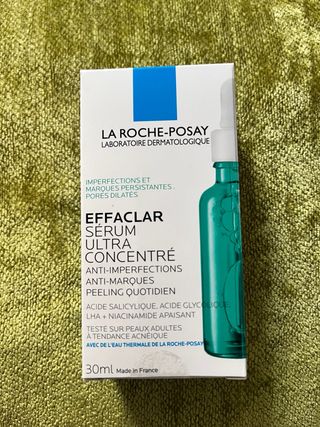 LA ROCHE-POSAY
LABORATOIRE DERMATOLOGIQUE
IMPERFECTIONS ET
MARQUES PERSISTANTES
PORES DILATÉS
EFFACLAR
SÉRUM
ULTRA
CONCENTRÉ
ANTI-IMPERFECTIONS
ANTI-MARQUES
PEELING QUOTIDIEN
ACIDE SALICYLIQUE, ACIDE GLYCOLIQUE,
LHA + NIACINAMIDE APAISANT
TESTÉ SUR PEAUX ADULTES
À TENDANCE ACNÉIQUE
AVEC DE L'EAU THERMALE DE LA ROCHE-POSAY
30ml Made in France